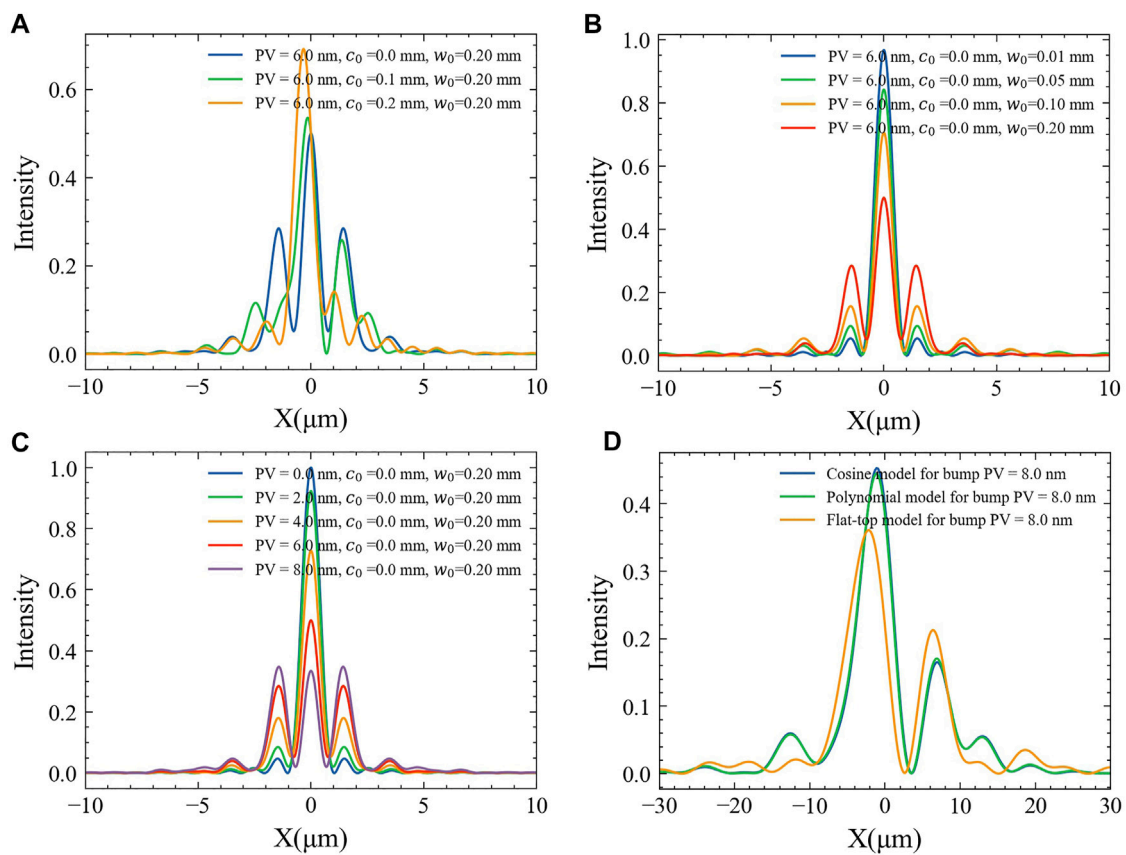 A
PV = 6.0 nm, c₀ =0.0 mm, w₀=0.20 mm
PV = 6.0 nm, c₀ =0.1 mm, w₀=0.20 mm
PV = 6.0 nm, c₀ =0.2 mm, w₀=0.20 mm
Intensity
0.6
0.4
0.2
0.0
−10 −5 0 5 10
X(μm)
B
PV = 6.0 nm, c₀ =0.0 mm, w₀=0.01 mm
PV = 6.0 nm, c₀ =0.0 mm, w₀=0.05 mm
PV = 6.0 nm, c₀ =0.0 mm, w₀=0.10 mm
PV = 6.0 nm, c₀ =0.0 mm, w₀=0.20 mm
Intensity
1.0
0.8
0.6
0.4
0.2
0.0
−10 −5 0 5 10
X(μm)
C
PV = 0.0 nm, c₀ =0.0 mm, w₀=0.20 mm
PV = 2.0 nm, c₀ =0.0 mm, w₀=0.20 mm
PV = 4.0 nm, c₀ =0.0 mm, w₀=0.20 mm
PV = 6.0 nm, c₀ =0.0 mm, w₀=0.20 mm
PV = 8.0 nm, c₀ =0.0 mm, w₀=0.20 mm
Intensity
1.0
0.8
0.6
0.4
0.2
0.0
−10 −5 0 5 10
X(μm)
D
Cosine model for bump PV = 8.0 nm
Polynomial model for bump PV = 8.0 nm
Flat-top model for bump PV = 8.0 nm
Intensity
0.4
0.3
0.2
0.1
0.0
−30 −20 −10 0 10 20 30
X(μm)